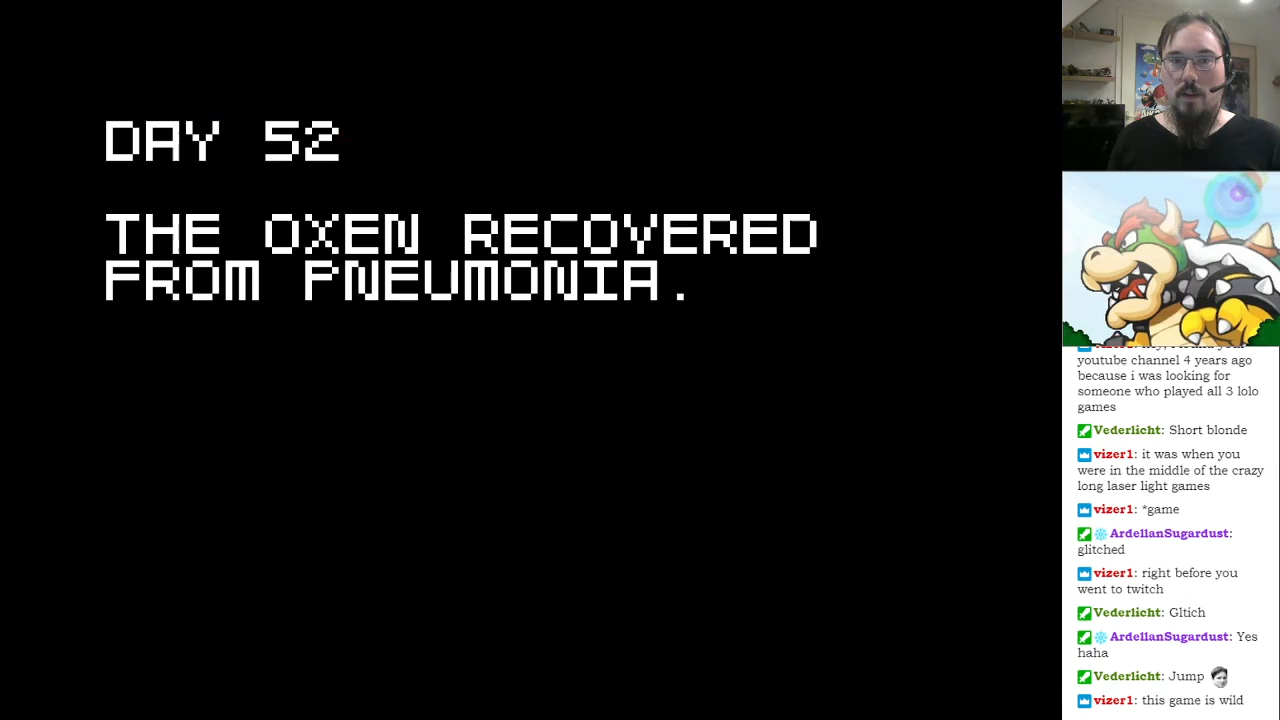 DAY 52
THE OXEN RECOVERED
FROM PNEUMONIA.
youtube channel 4 years ago
because i was looking for
someone who played all 3 lolo
games
Vederlicht: Short blonde
vizer1: it was when you
were in the middle of the crazy
long laser light games
vizer1: *game
ArdellanSugardust:
glitched
vizer1: right before you
went to twitch
Vederlicht: Gltich
ArdellanSugardust: Yes
haha
Vederlicht: Jump
vizer1: this game is wild